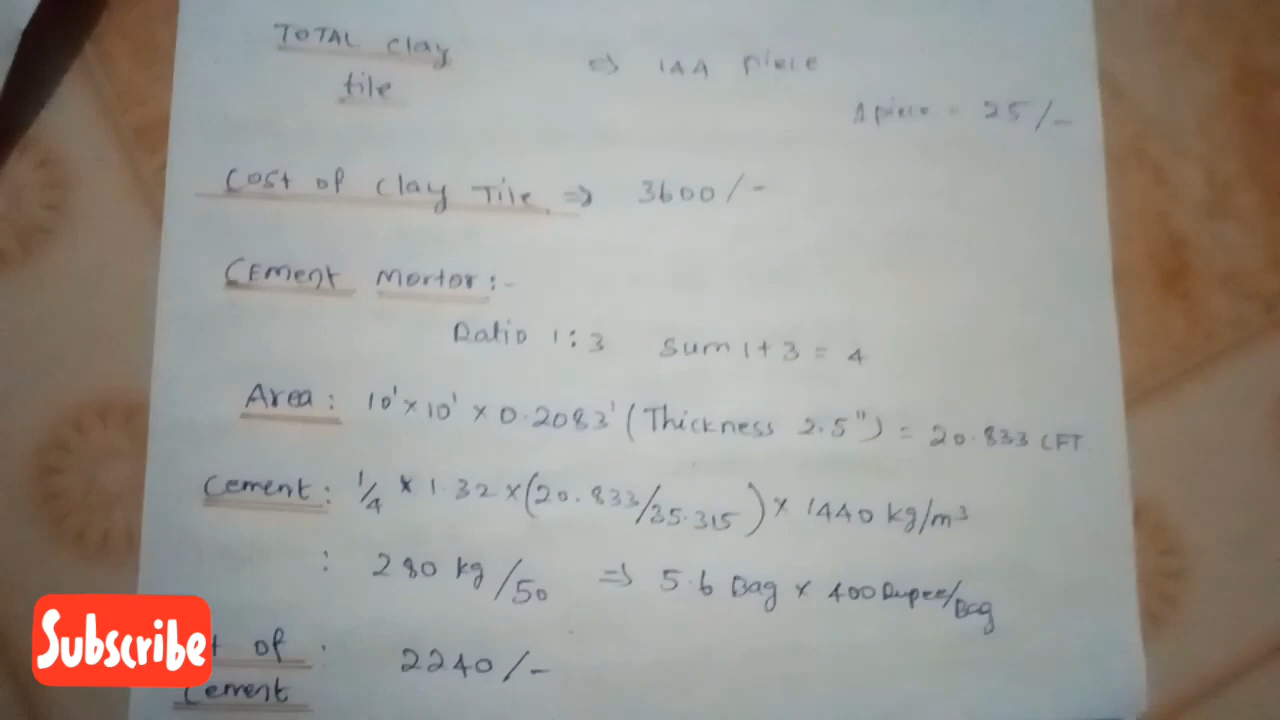 TOTAL clay tile => 144 piece
1 piece = 25/-
Cost of clay Tile => 3600/-
Cement Mortor:-
Ratio 1:3 Sum 1+3 = 4
Area: 10'×10'×0.2083' (Thickness 2.5") = 20.833 CFT
Cement: 1/4 × 1.32×(20.833/35.315) × 1440 kg/m³
: 280 kg/50 => 5.6 Bag × 400 Rupee/Bag
of : 2240/-
Cement
Subscribe